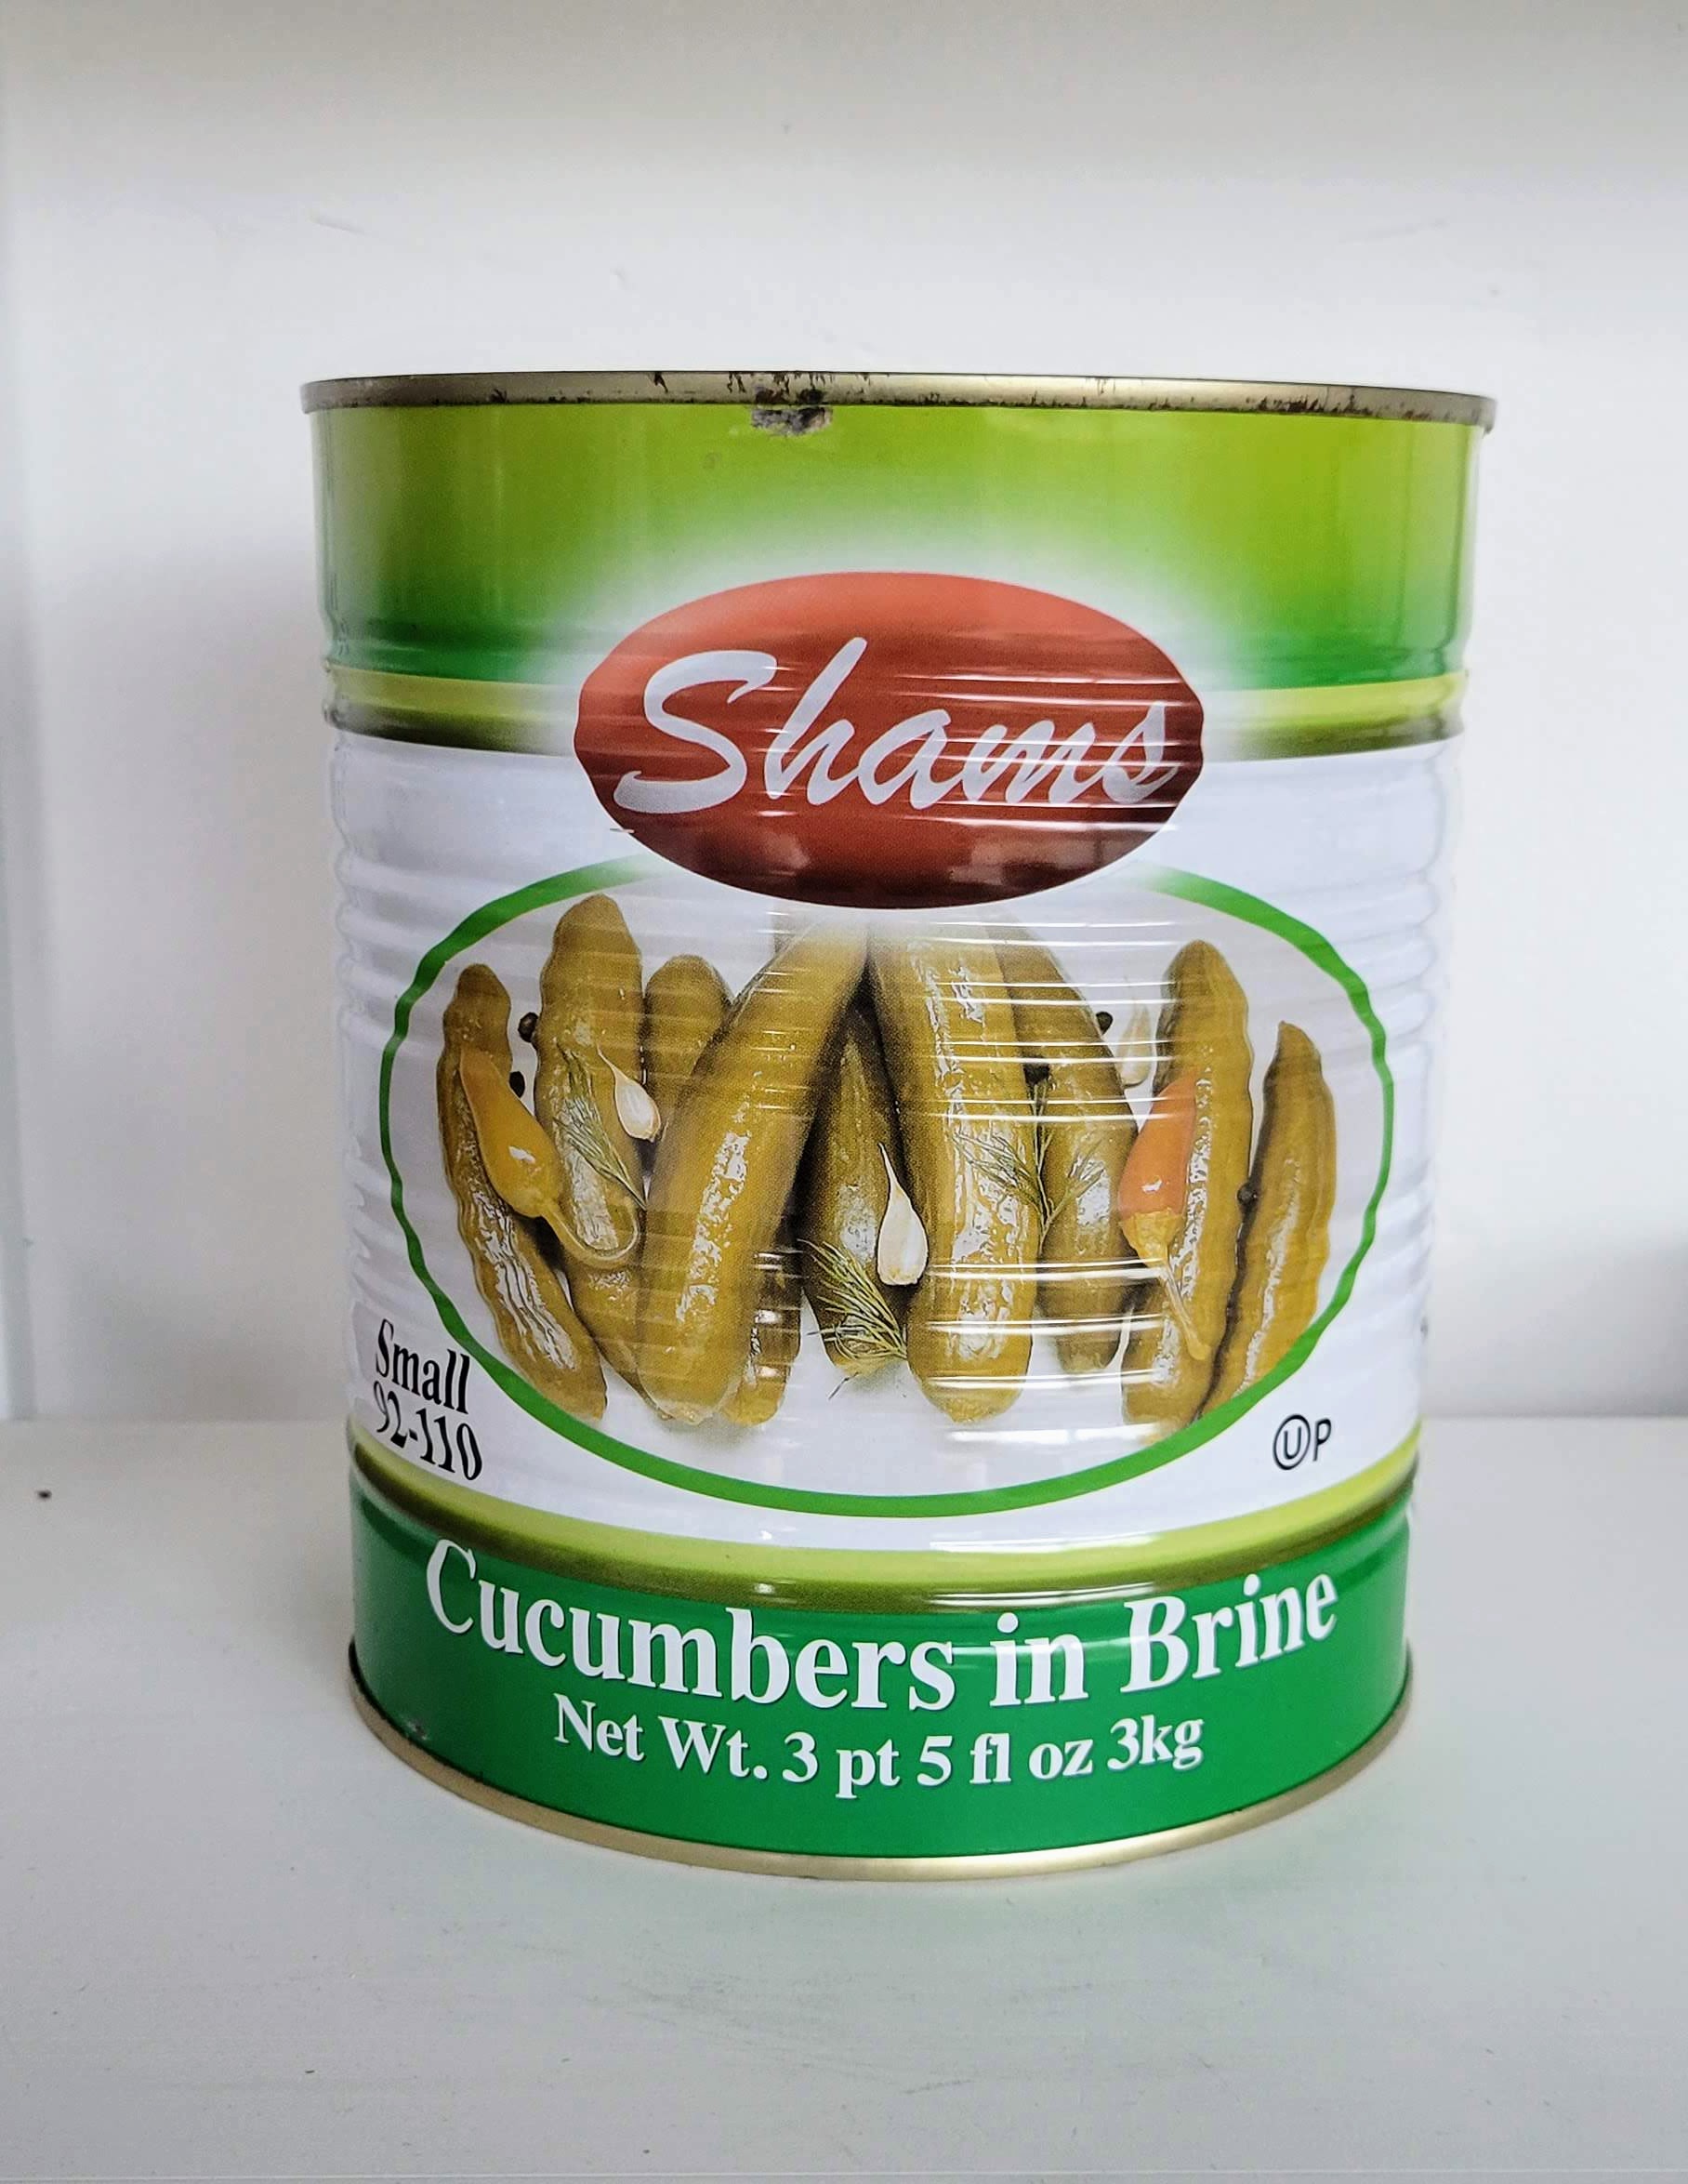 Shams
Small
92-110
ⓊP
Cucumbers in Brine
Net Wt. 3 pt 5 fl oz 3kg